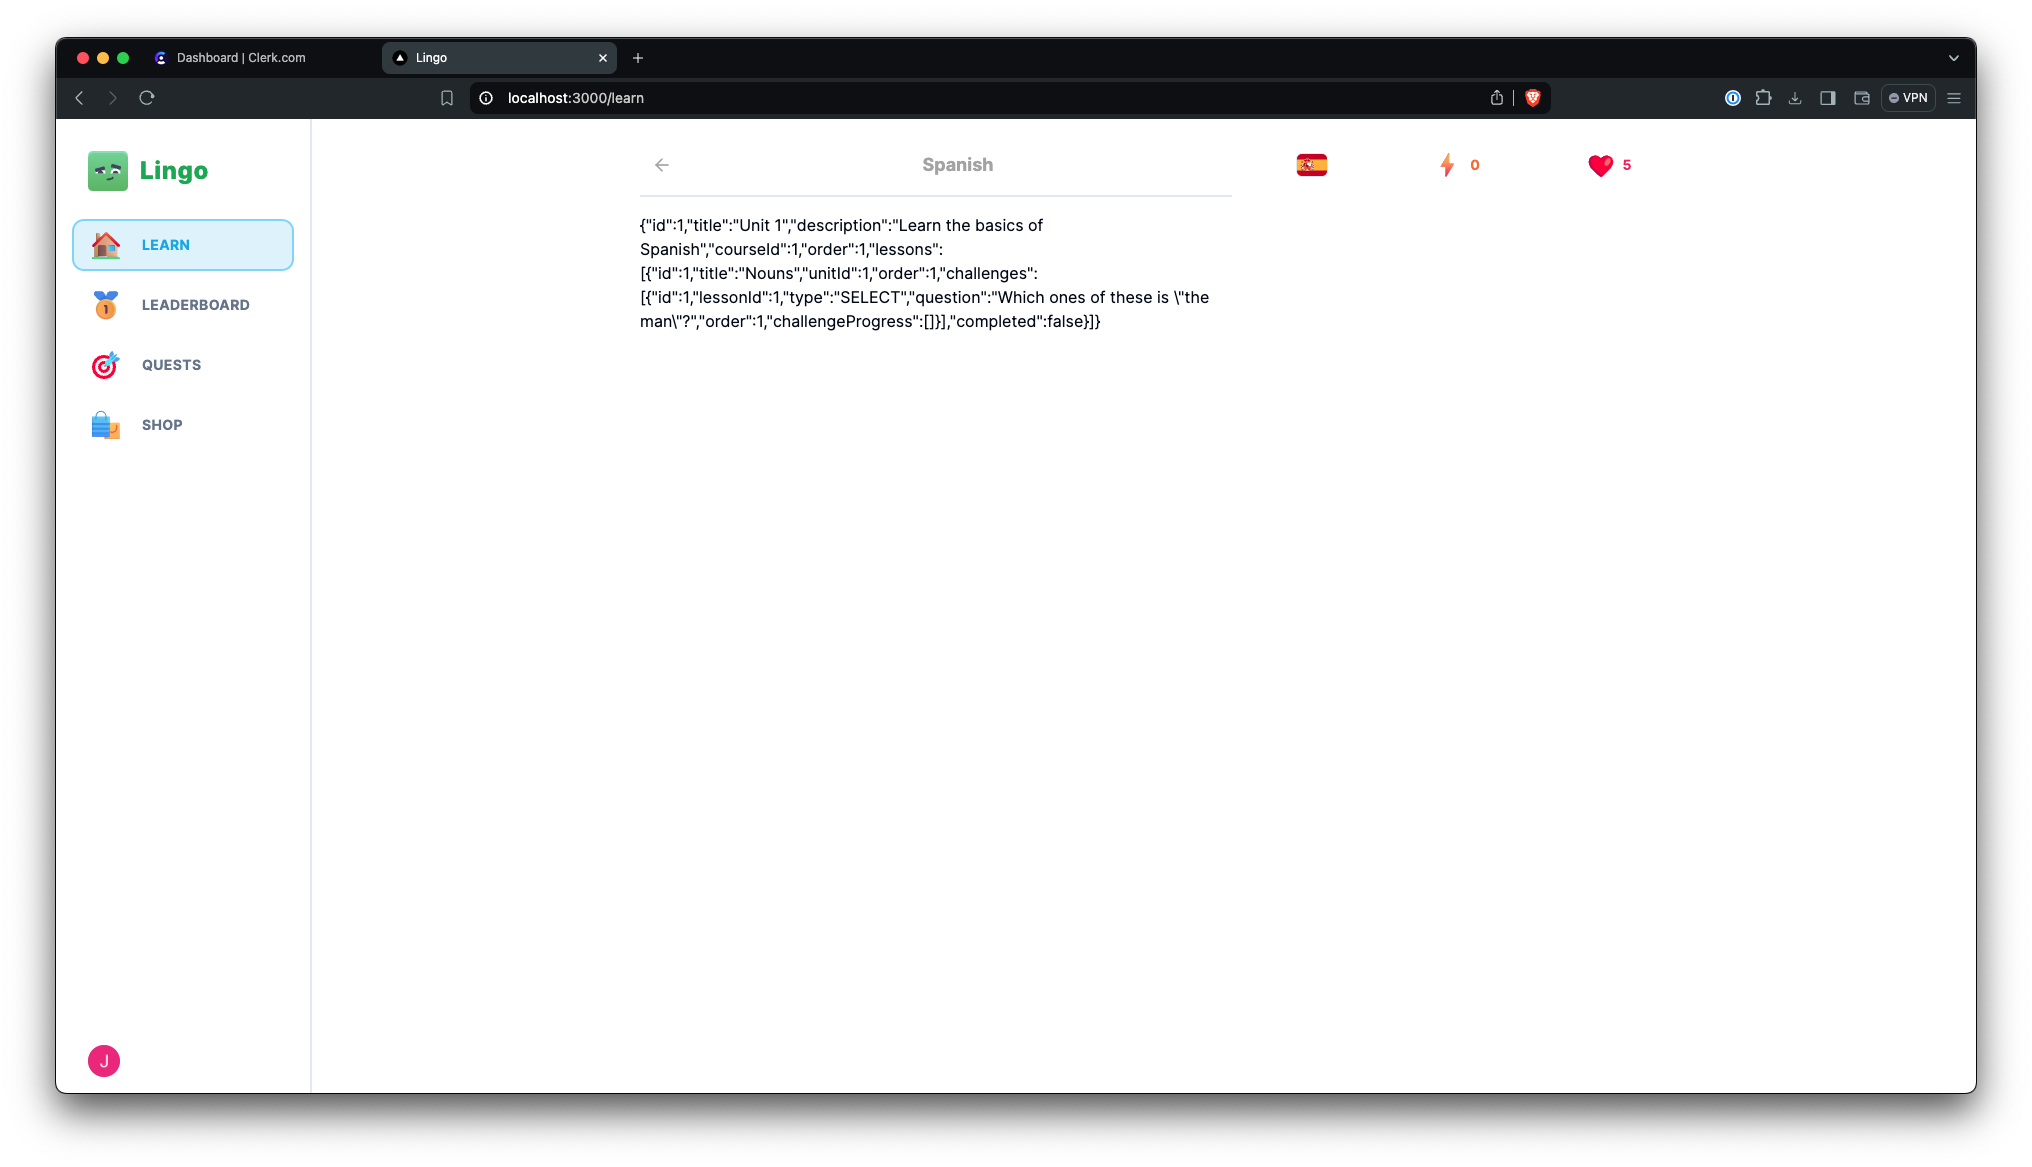 Dashboard | Clerk.com
Lingo
localhost:3000/learn
VPN
Lingo
LEARN
LEADERBOARD
1
QUESTS
SHOP
J
Spanish
0
5
{"id":1,"title":"Unit 1","description":"Learn the basics of
Spanish","courseId":1,"order":1,"lessons":
[{"id":1,"title":"Nouns","unitId":1,"order":1,"challenges":
[{"id":1,"lessonId":1,"type":"SELECT","question":"Which ones of these is \"the
man\"?","order":1,"challengeProgress":[]}],"completed":false}]}